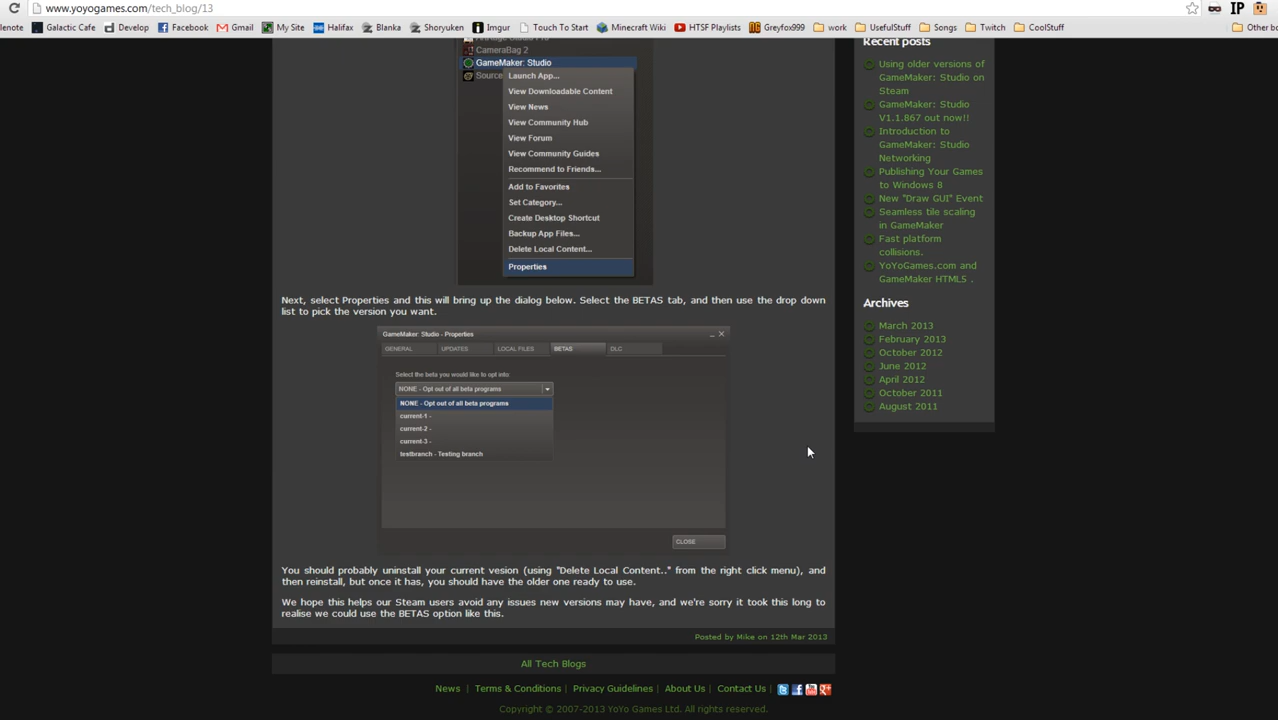 www.yoyogames.com/tech_blog/13
lenote Galactic Cafe Develop Facebook Gmail My Site Halifax Blanka Shoryuken Imgur Touch To Start Minecraft Wiki HTSF Playlists Greyfox999 work UsefulStuff Songs Twitch CoolStuff Other bo
CameraBag 2
GameMaker: Studio
Source
Launch App...
View Downloadable Content
View News
View Community Hub
View Forum
View Community Guides
Recommend to Friends...
Add to Favorites
Set Category...
Create Desktop Shortcut
Backup App Files...
Delete Local Content...
Properties
Next, select Properties and this will bring up the dialog below. Select the BETAS tab, and then use the drop down
list to pick the version you want.
GameMaker: Studio - Properties
GENERAL UPDATES LOCAL FILES BETAS DLC
Select the beta you would like to opt into:
NONE - Opt out of all beta programs
NONE - Opt out of all beta programs
current-1 -
current-2 -
current-3 -
testbranch - Testing branch
CLOSE
You should probably uninstall your current vesion (using "Delete Local Content.." from the right click menu), and
then reinstall, but once it has, you should have the older one ready to use.
We hope this helps our Steam users avoid any issues new versions may have, and we're sorry it took this long to
realise we could use the BETAS option like this.
Posted by Mike on 12th Mar 2013
All Tech Blogs
News | Terms & Conditions | Privacy Guidelines | About Us | Contact Us
Copyright © 2007-2013 YoYo Games Ltd. All rights reserved.
Recent posts
Using older versions of
GameMaker: Studio on
Steam
GameMaker: Studio
V1.1.867 out now!!
Introduction to
GameMaker: Studio
Networking
Publishing Your Games
to Windows 8
New "Draw GUI" Event
Seamless tile scaling
in GameMaker
Fast platform
collisions.
YoYoGames.com and
GameMaker HTML5 .
Archives
March 2013
February 2013
October 2012
June 2012
April 2012
October 2011
August 2011